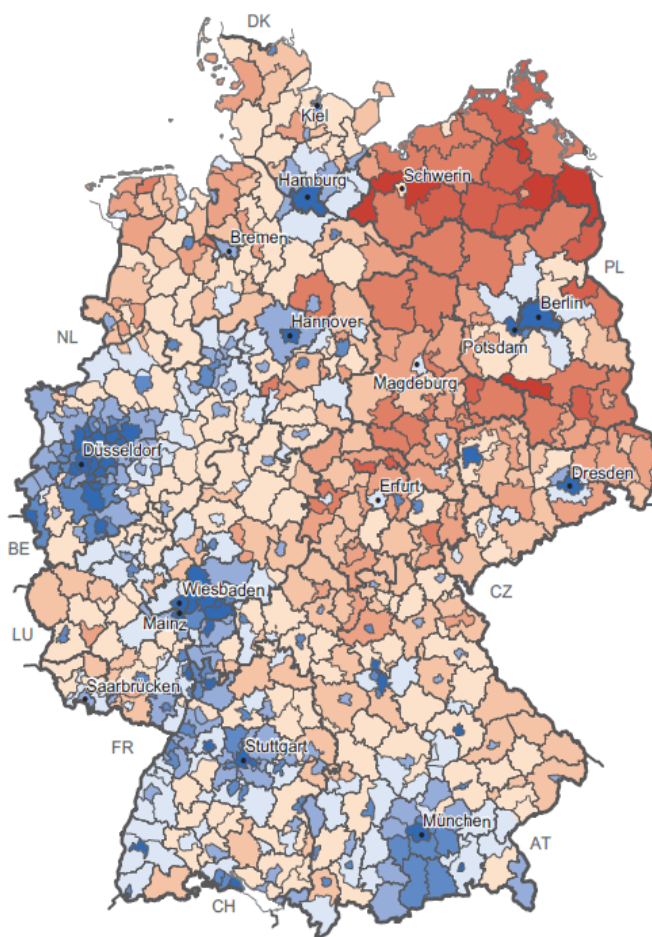 DK
Kiel
Schwerin
Hamburg
Bremen
PL
Berlin
NL
Hannover
Potsdam
Magdeburg
Düsseldorf
Erfurt
Dresden
BE
CZ
Wiesbaden
LU
Mainz
Saarbrücken
FR
Stuttgart
München
AT
CH